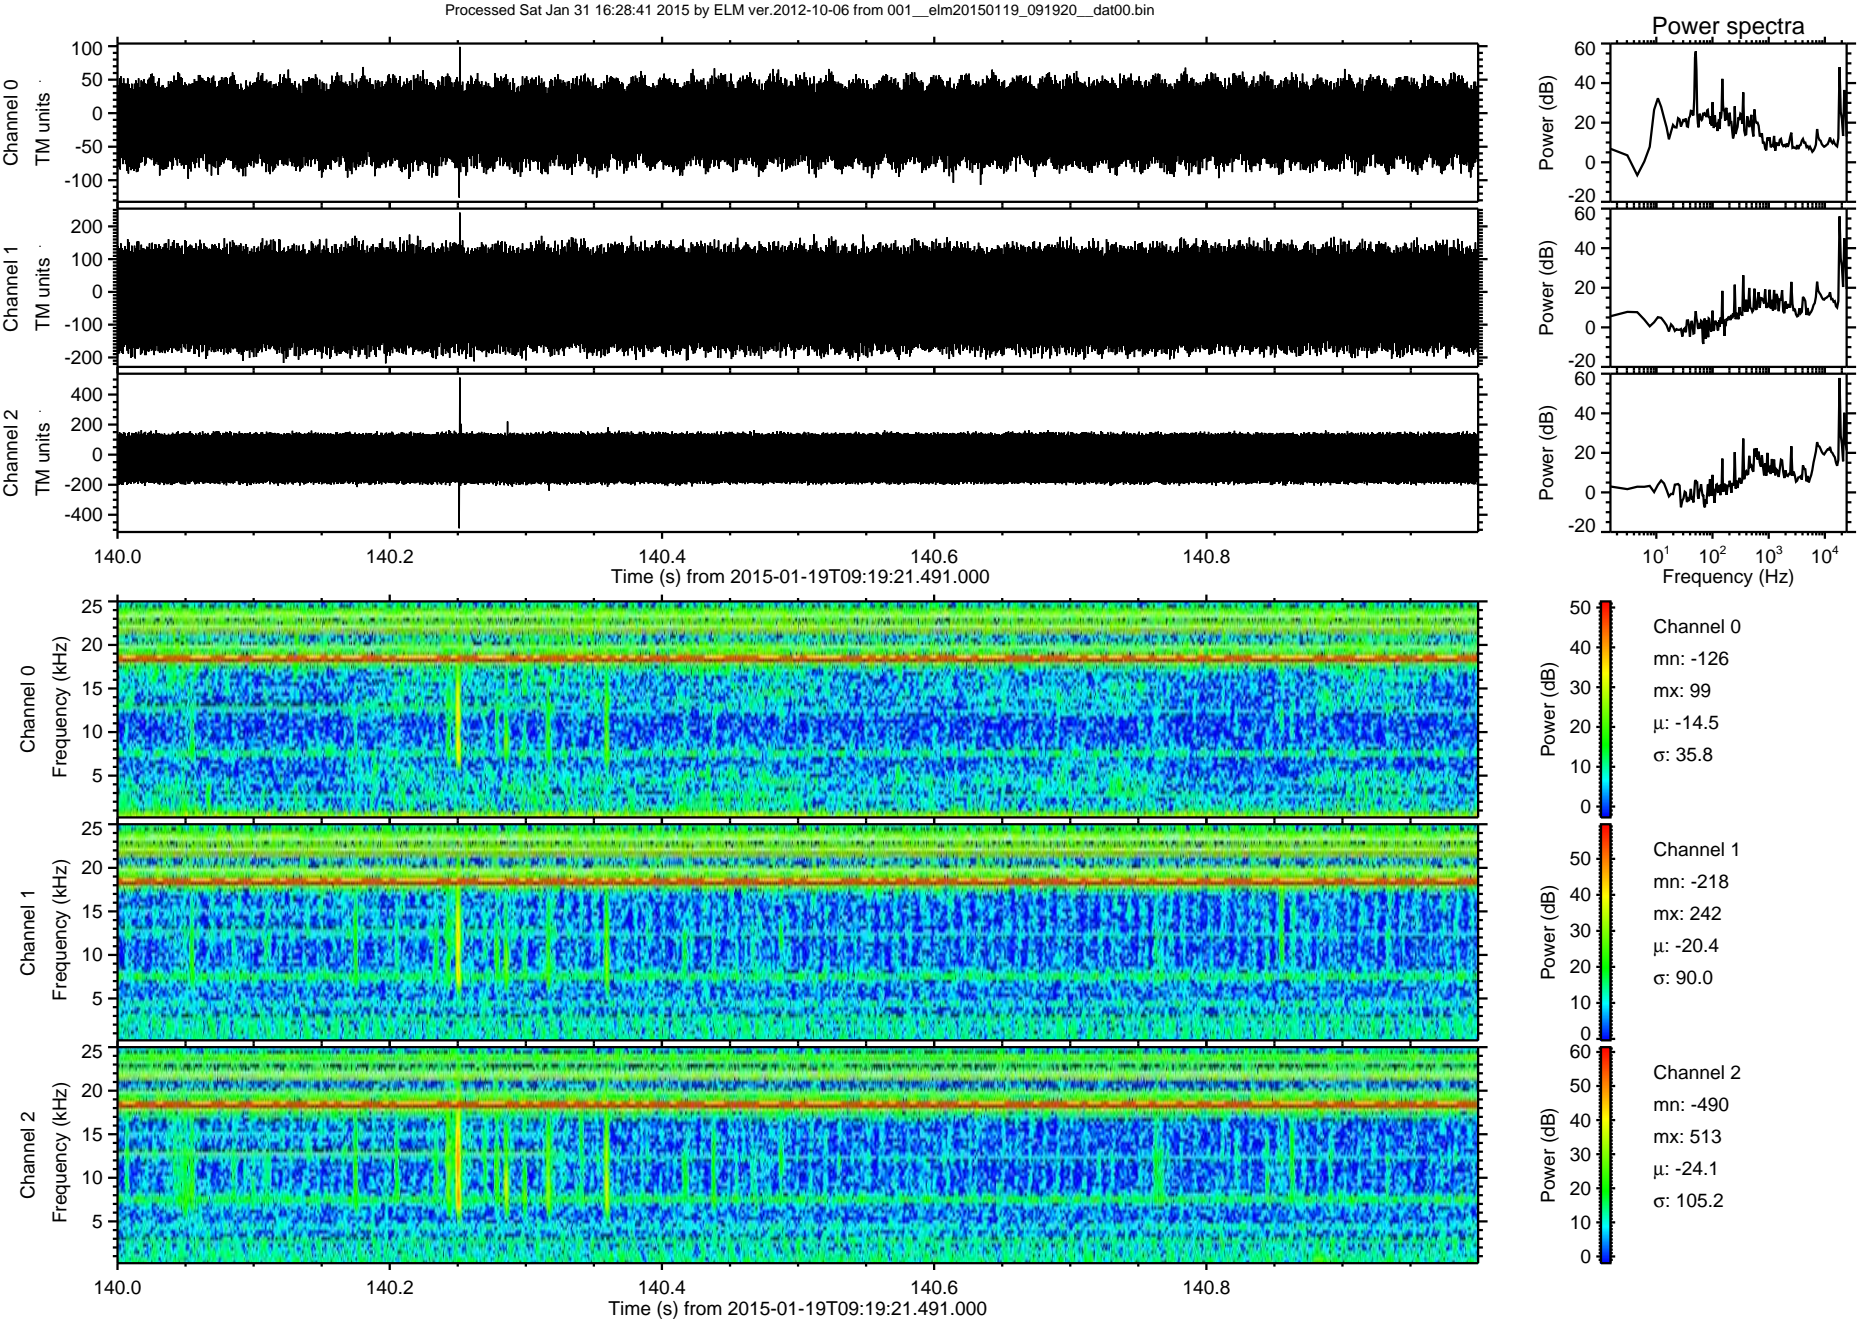 Processed Sat Jan 31 16:28:41 2015 by ELM ver.2012-10-06 from 001__elm20150119_091920__dat00.bin
Power spectra
Channel 0
TM units
100
50
0
-50
-100
Power (dB)
60
40
20
0
-20
Channel 1
TM units
200
100
0
-100
-200
Power (dB)
60
40
20
0
-20
Channel 2
TM units
400
200
0
-200
-400
Power (dB)
60
40
20
0
-20
140.0 140.2 140.4 140.6 140.8
Time (s) from 2015-01-19T09:19:21.491.000
10^1 10^2 10^3 10^4
Frequency (Hz)
Channel 0
Frequency (kHz)
25
20
15
10
5
Power (dB)
50
40
30
20
10
0
Channel 0
mn: -126
mx: 99
μ: -14.5
σ: 35.8
Channel 1
Frequency (kHz)
25
20
15
10
5
Power (dB)
50
40
30
20
10
0
Channel 1
mn: -218
mx: 242
μ: -20.4
σ: 90.0
Channel 2
Frequency (kHz)
25
20
15
10
5
Power (dB)
60
50
40
30
20
10
0
Channel 2
mn: -490
mx: 513
μ: -24.1
σ: 105.2
140.0 140.2 140.4 140.6 140.8
Time (s) from 2015-01-19T09:19:21.491.000